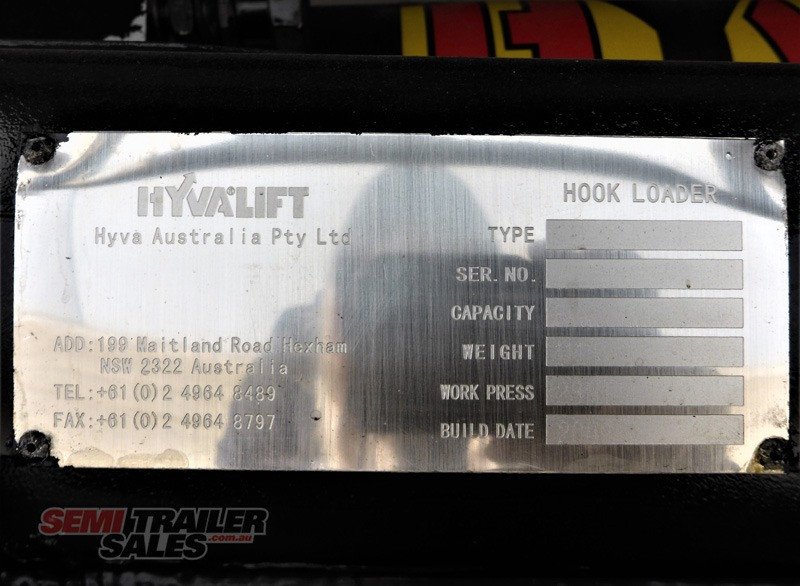 HYVA LIFT
Hyva Australia Pty Ltd
ADD:199 Maitland Road Hexham
NSW 2322 Australia
TEL:+61(0)2 4964 8489
FAX:+61(0)2 4964 8797
HOOK LOADER
TYPE
SER.NO.
CAPACITY
WEIGHT
WORK PRESS
BUILD DATE
SEMI TRAILER
SALES.com.au